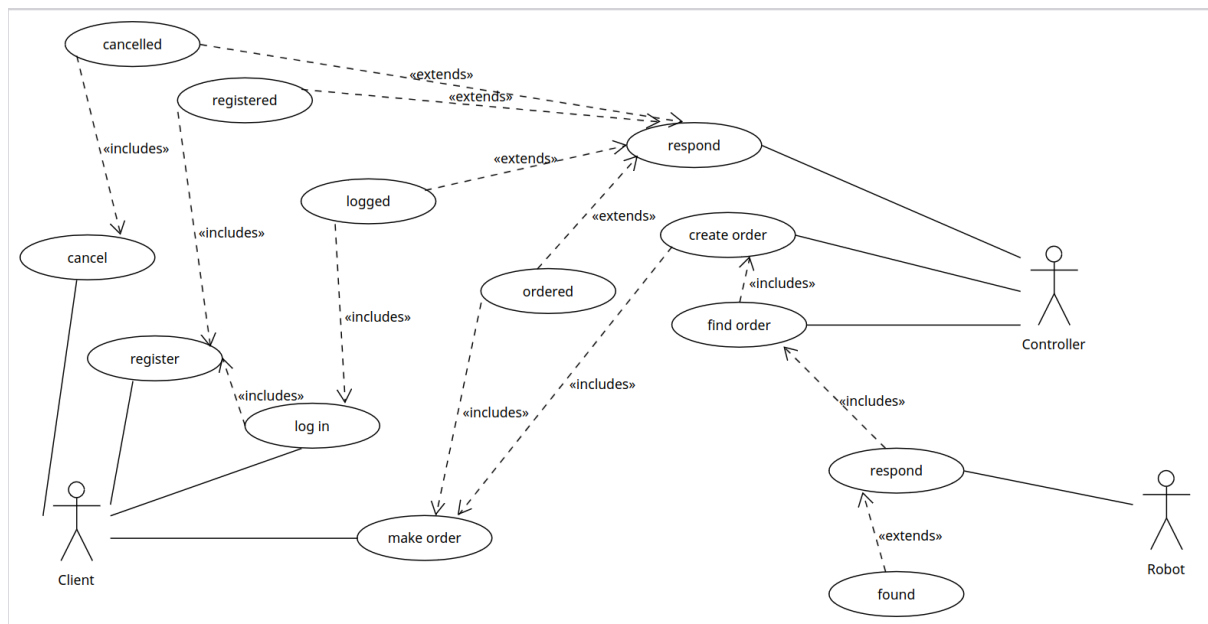 cancelled
«extends»
registered
«extends»
respond
«includes»
«extends»
logged
«extends»
create order
«includes»
cancel
«includes»
ordered
«includes»
find order
Controller
register
«includes»
«includes»
«includes»
«includes»
log in
«includes»
respond
make order
«extends»
Client
Robot
found